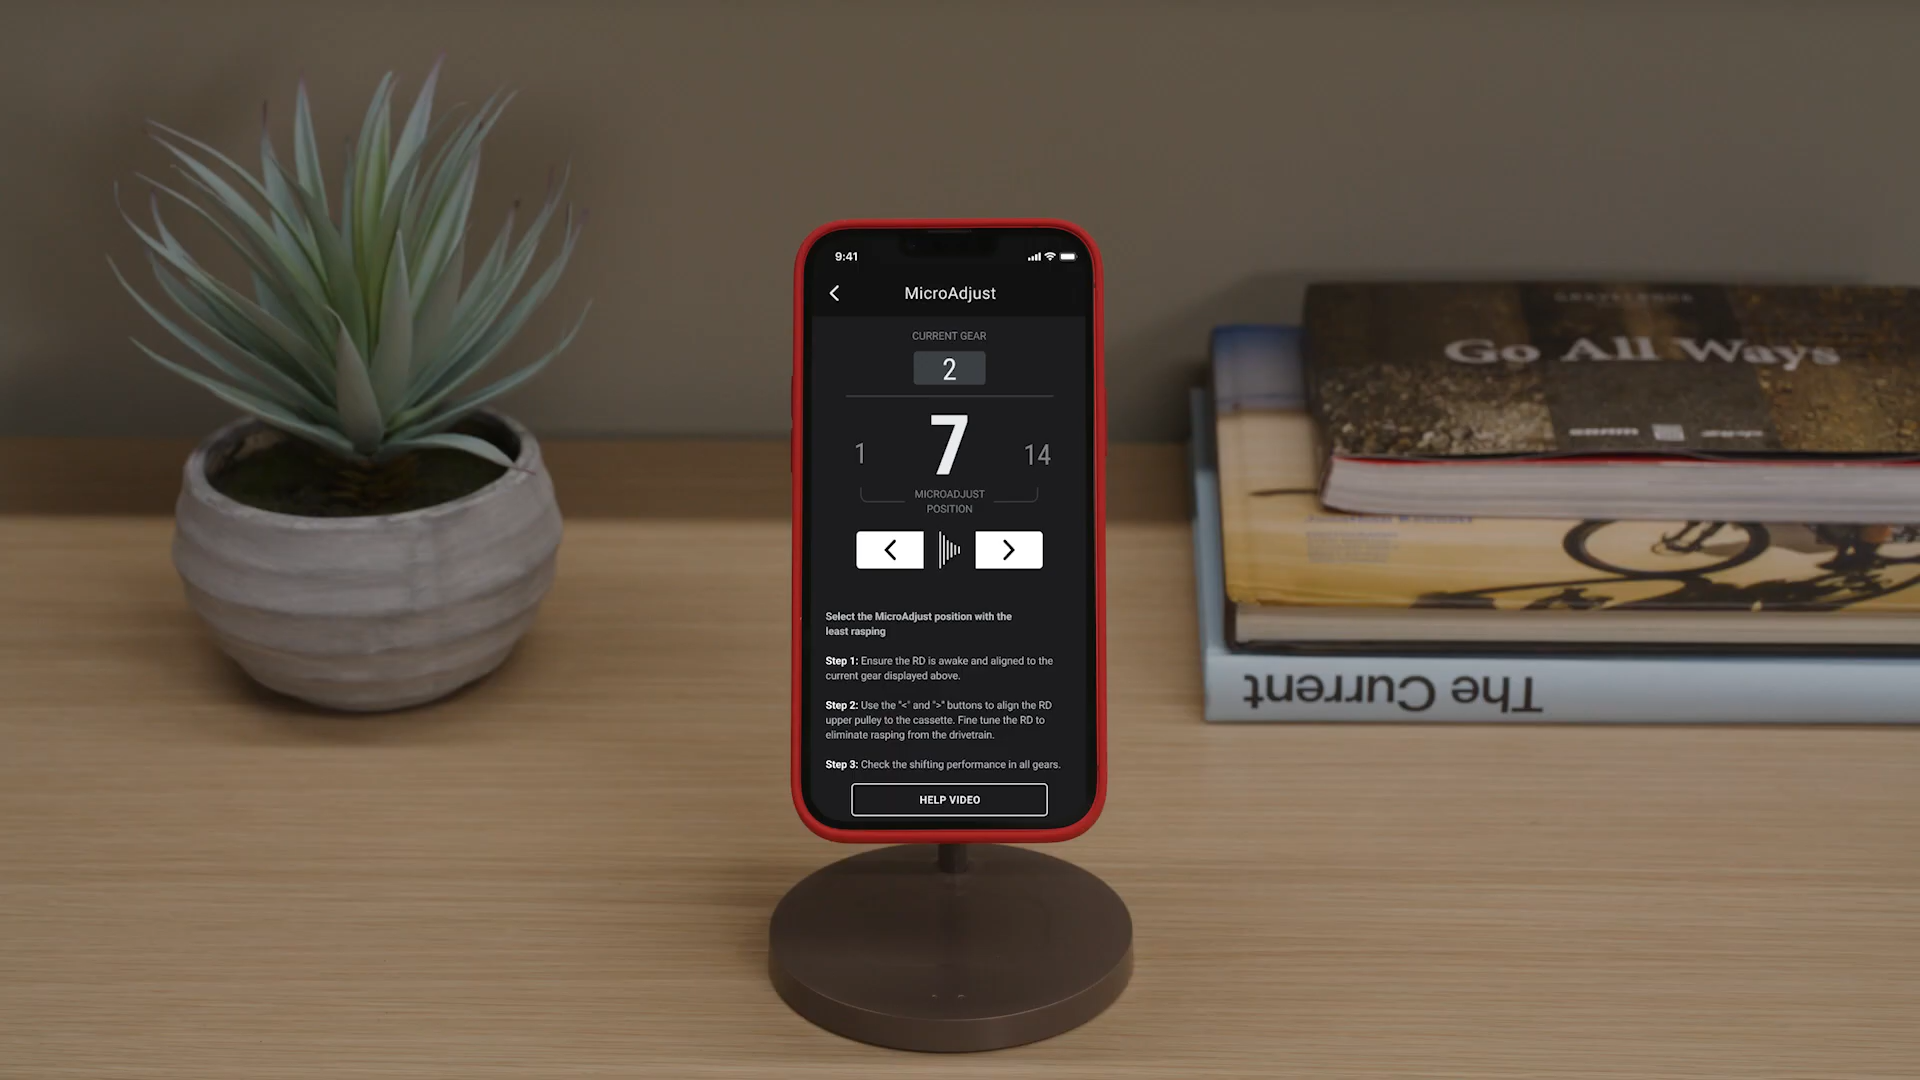 9:41
MicroAdjust
CURRENT GEAR
2
1 7 14
MICROADJUST
POSITION
< >
Select the MicroAdjust position with the
least rasping
Step 1: Ensure the RD is awake and aligned to the
current gear displayed above.
Step 2: Use the "<" and ">" buttons to align the RD
upper pulley to the cassette. Fine tune the RD to
eliminate rasping from the drivetrain.
Step 3: Check the shifting performance in all gears.
HELP VIDEO
Go All Ways
The Current